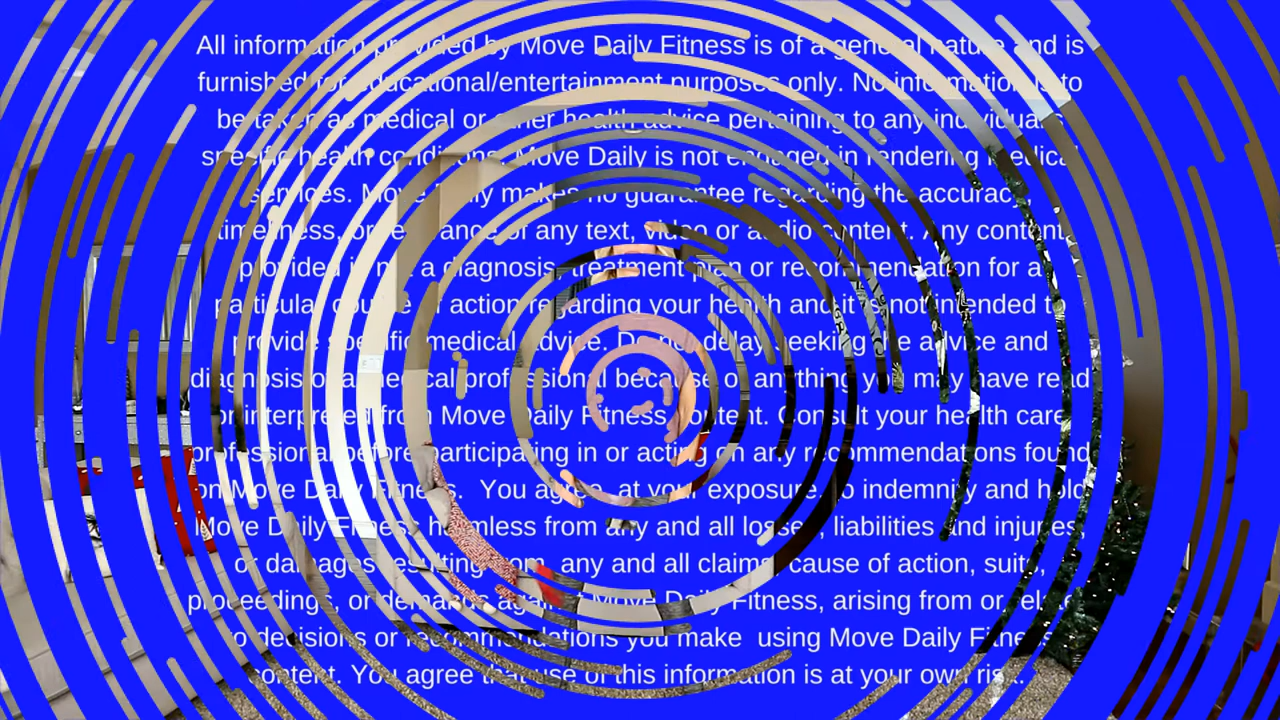 All information provided by Move Daily Fitness is of a general nature and is
furnished for educational/entertainment purposes only. No information is to
be taken as medical or other health advice pertaining to any individual's
specific health conditions. Move Daily is not engaged in rendering medical
services. Move Daily makes no guarantee regarding the accuracy,
timeliness, or relevance of any text, video or audio content. Any content
provided is not a diagnosis, treatment plan or recommendation for a
particular course of action regarding your health and it is not intended to
provide specific medical advice. Do not delay seeking the advice and
diagnosis of a medical professional because of anything you may have read
or interpreted from Move Daily Fitness content. Consult your health care
professional before participating in or acting on any recommendations found
on Move Daily Fitness. You agree, at your exposure, to indemnify and hold
Move Daily Fitness harmless from any and all losses, liabilities and injuries,
or damages resulting from any and all claims, cause of action, suits,
proceedings, or demands against Move Daily Fitness, arising from or
to decisions or recommendations you make using Move Daily Fitness
content. You agree that use of this information is at your own risk.